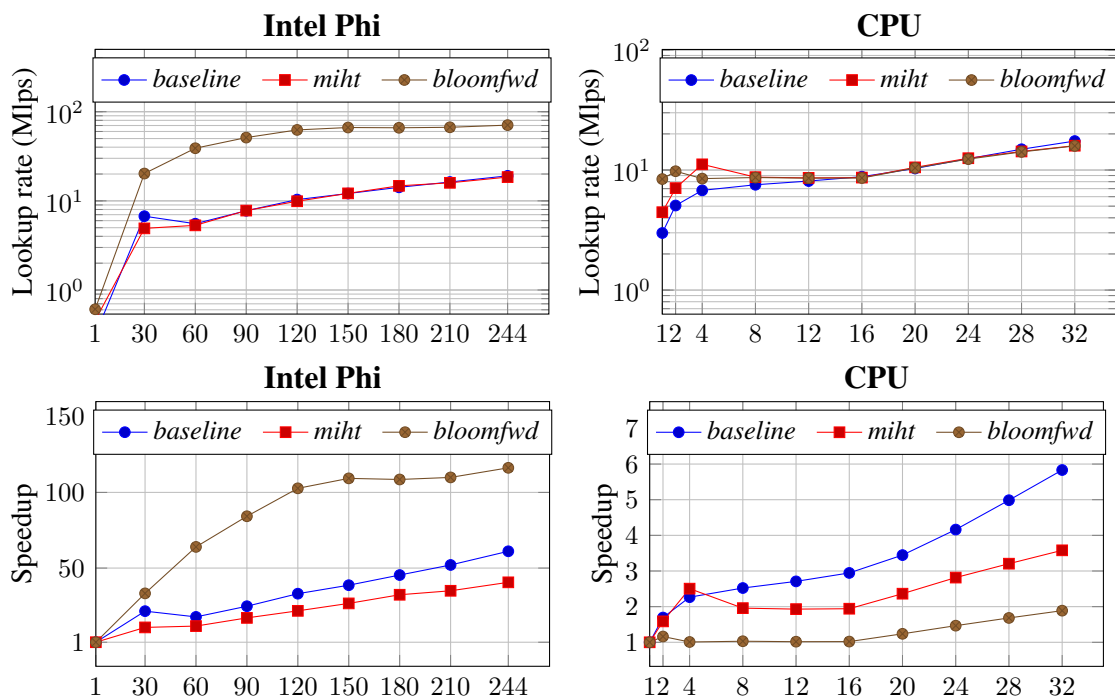 Intel Phi
baseline miht bloomfwd
Lookup rate (Mlps)
10^2
10^1
10^0
1 30 60 90 120 150 180 210 244
CPU
baseline miht bloomfwd
Lookup rate (Mlps)
10^2
10^1
10^0
1 2 4 8 12 16 20 24 28 32
Intel Phi
baseline miht bloomfwd
Speedup
150
100
50
1
1 30 60 90 120 150 180 210 244
CPU
baseline miht bloomfwd
Speedup
7
6
5
4
3
2
1
1 2 4 8 12 16 20 24 28 32